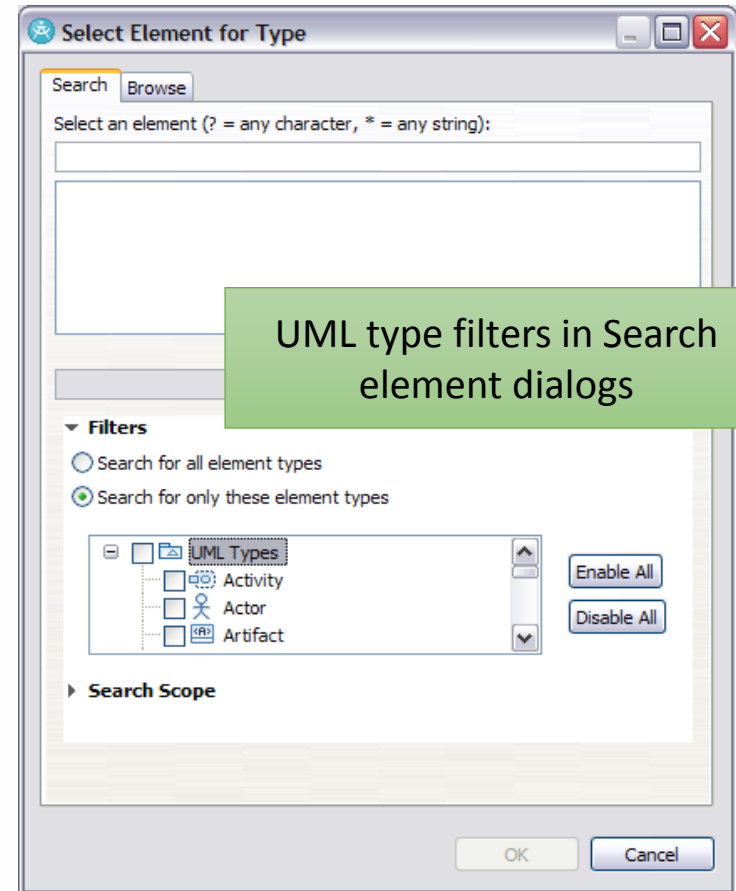 Select Element for Type
Search Browse
Select an element (? = any character, * = any string):
UML type filters in Search
element dialogs
Filters
Search for all element types
Search for only these element types
UML Types
Activity
Actor
Artifact
Enable All
Disable All
Search Scope
OK Cancel